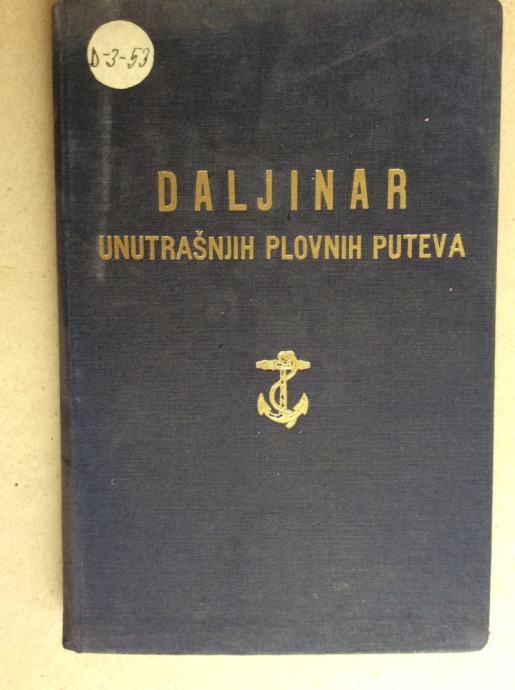 D-3-53
DALJINAR
UNUTRAŠNJIH PLOVNIH PUTEVA